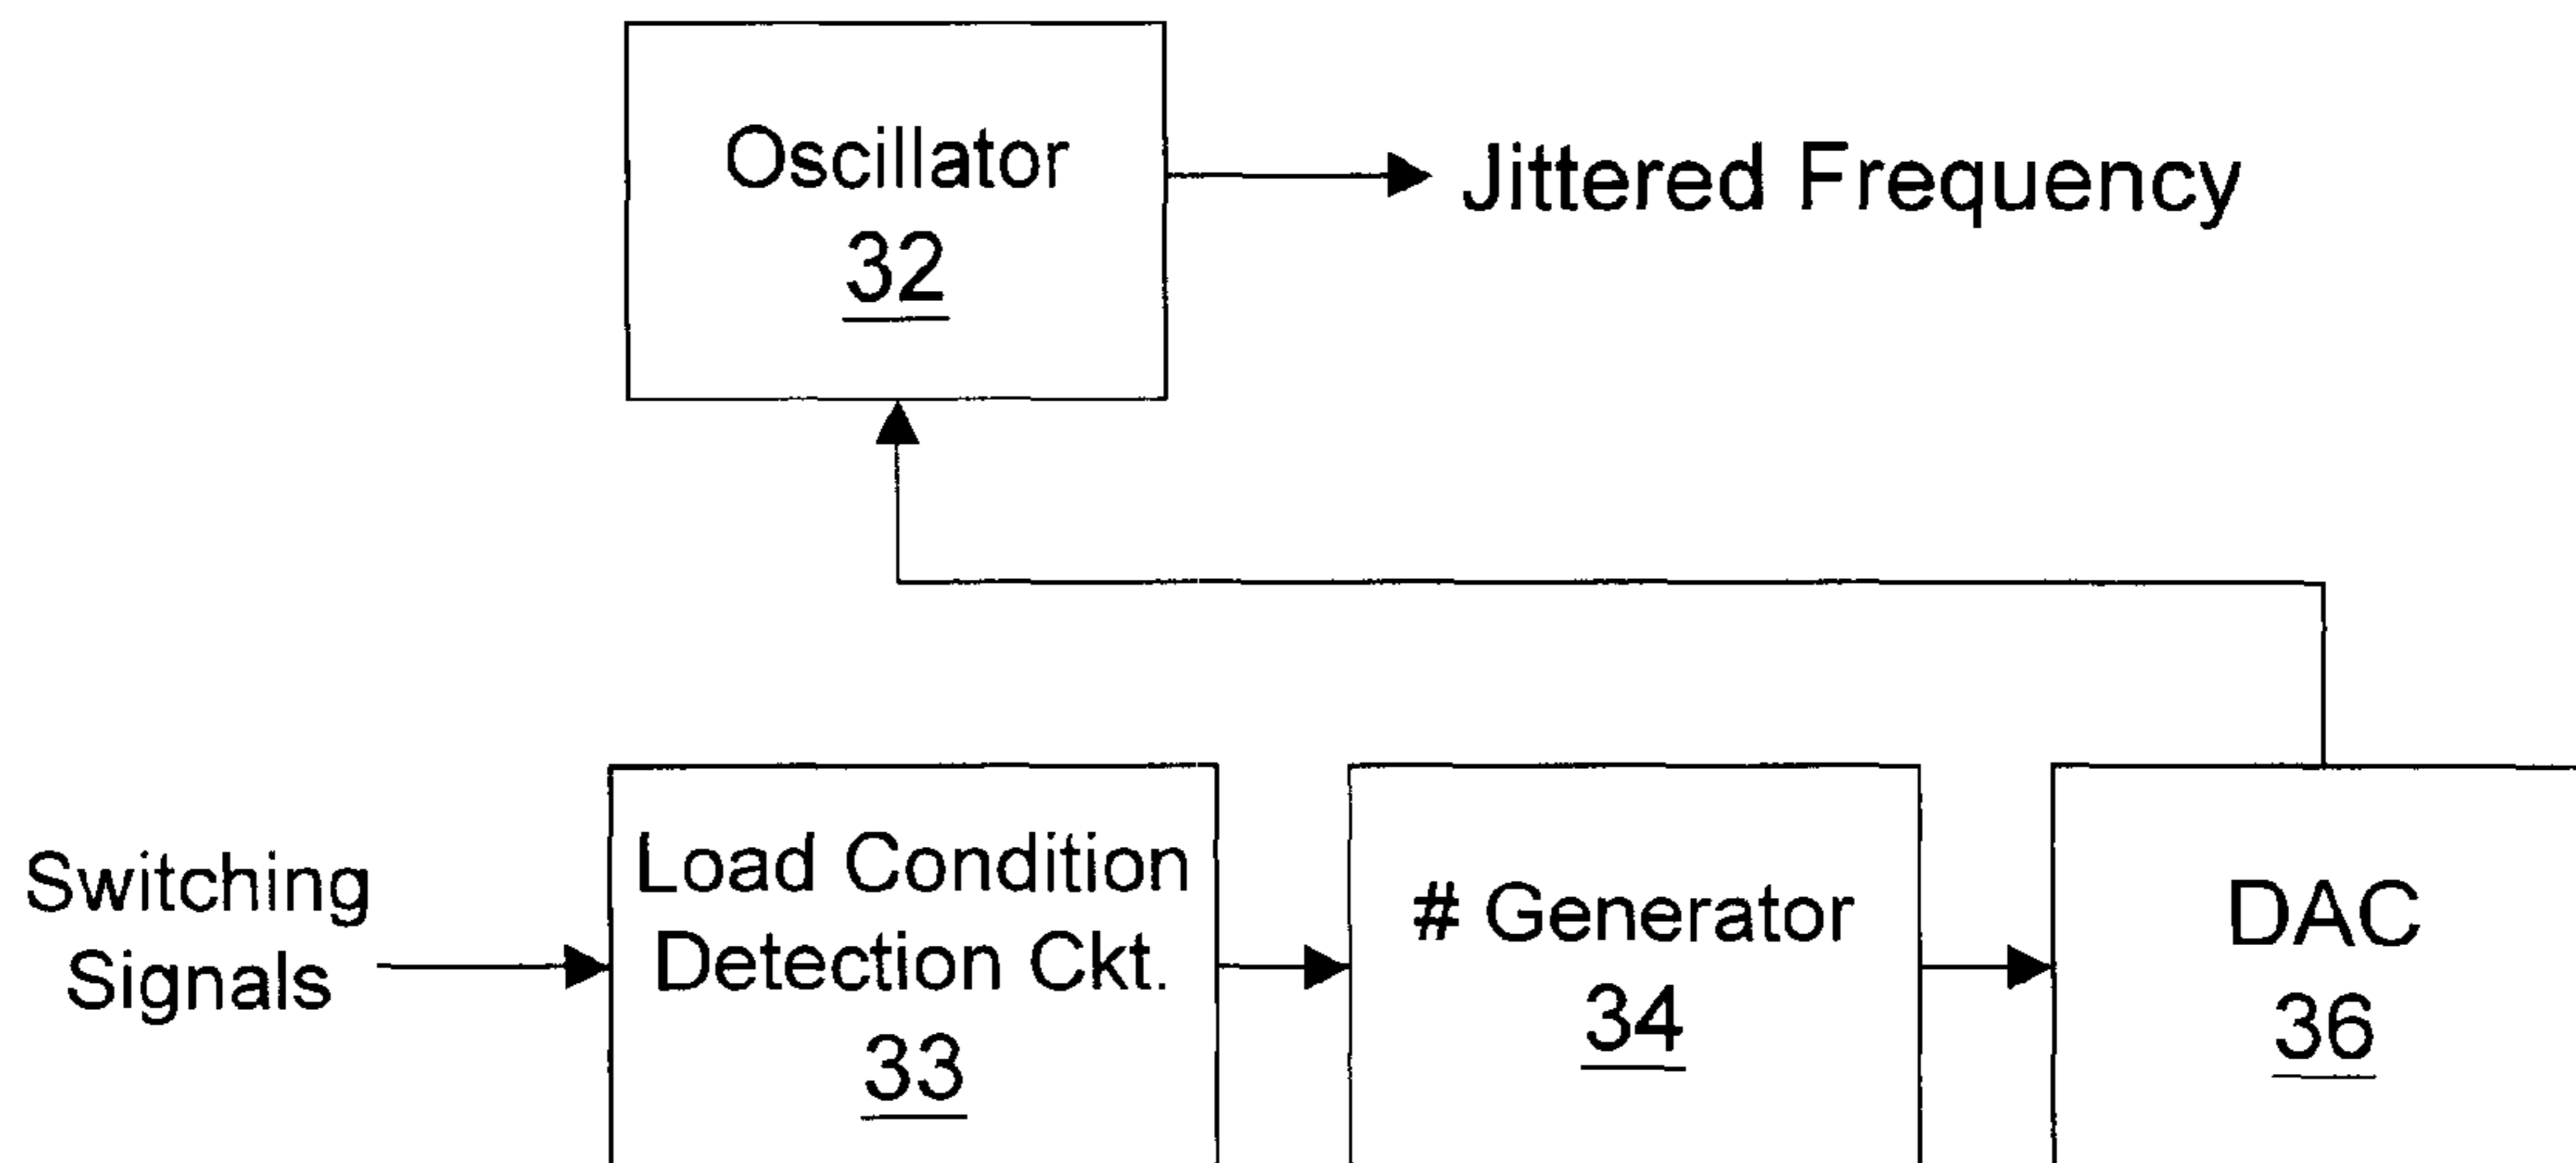 Oscillator
32
Jittered Frequency
Switching
Signals
Load Condition
Detection Ckt.
33
# Generator
34
DAC
36